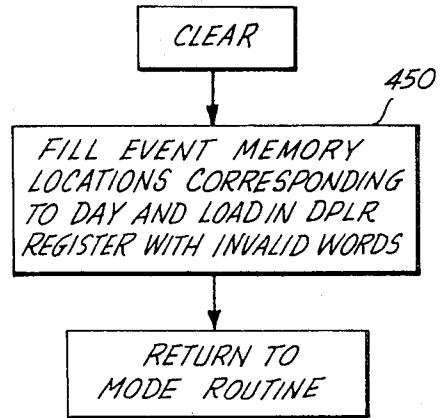 CLEAR
450
FILL EVENT MEMORY
LOCATIONS CORRESPONDING
TO DAY AND LOAD IN DPLR
REGISTER WITH INVALID WORDS
RETURN TO
MODE ROUTINE